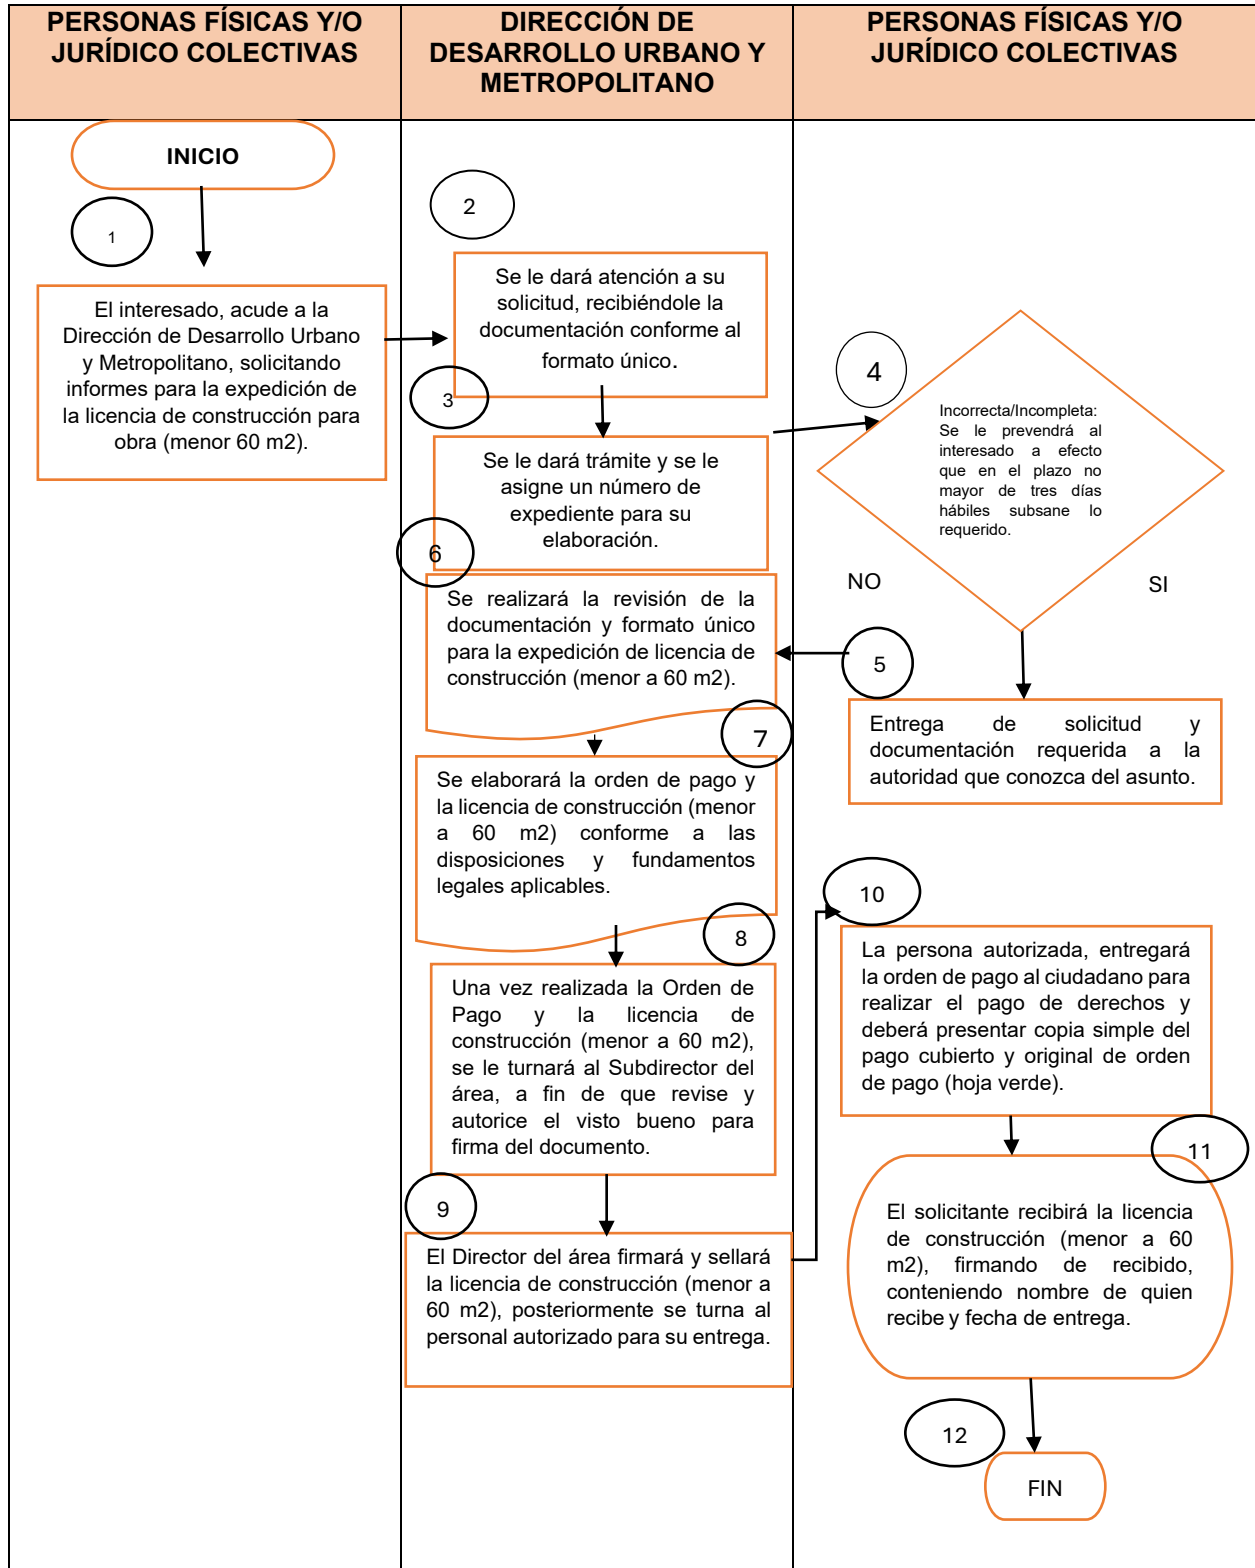 PERSONAS FÍSICAS Y/O
JURÍDICO COLECTIVAS
DIRECCIÓN DE
DESARROLLO URBANO Y
METROPOLITANO
PERSONAS FÍSICAS Y/O
JURÍDICO COLECTIVAS
INICIO
1
El interesado, acude a la
Dirección de Desarrollo Urbano
y Metropolitano, solicitando
informes para la expedición de
la licencia de construcción para
obra (menor 60 m2).
2
Se le dará atención a su
solicitud, recibiéndole la
documentación conforme al
formato único.
3
Se le dará trámite y se le
asigne un número de
expediente para su
elaboración.
4
Incorrecta/Incompleta:
Se le prevendrá al
interesado a efecto
que en el plazo no
mayor de tres días
hábiles subsane lo
requerido.
NO
SI
5
Entrega de solicitud y
documentación requerida a la
autoridad que conozca del asunto.
6
Se realizará la revisión de la
documentación y formato único
para la expedición de licencia de
construcción (menor a 60 m2).
7
Se elaborará la orden de pago y
la licencia de construcción (menor
a 60 m2) conforme a las
disposiciones y fundamentos
legales aplicables.
8
Una vez realizada la Orden de
Pago y la licencia de
construcción (menor a 60 m2),
se le turnará al Subdirector del
área, a fin de que revise y
autorice el visto bueno para
firma del documento.
9
El Director del área firmará y sellará
la licencia de construcción (menor a
60 m2), posteriormente se turna al
personal autorizado para su entrega.
10
La persona autorizada, entregará
la orden de pago al ciudadano para
realizar el pago de derechos y
deberá presentar copia simple del
pago cubierto y original de orden
de pago (hoja verde).
11
El solicitante recibirá la licencia
de construcción (menor a 60
m2), firmando de recibido,
conteniendo nombre de quien
recibe y fecha de entrega.
12
FIN